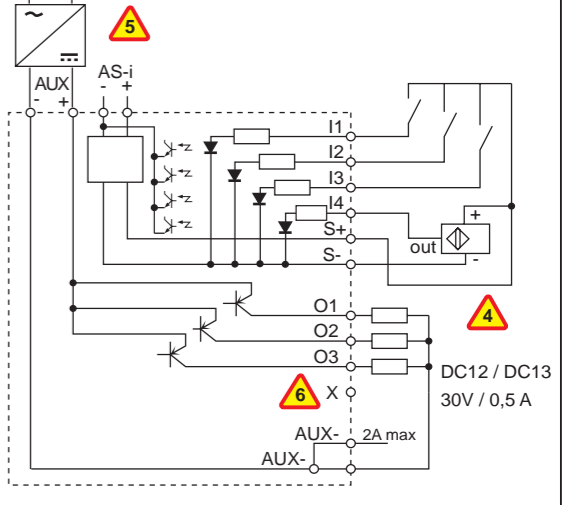 5
AUX
AS-i
- + - +
I1
I2
I3
I4
+
S+
out
-
S-
O1
4
O2
O3
DC12 / DC13
6 X
30V / 0,5 A
AUX- 2A max
AUX-